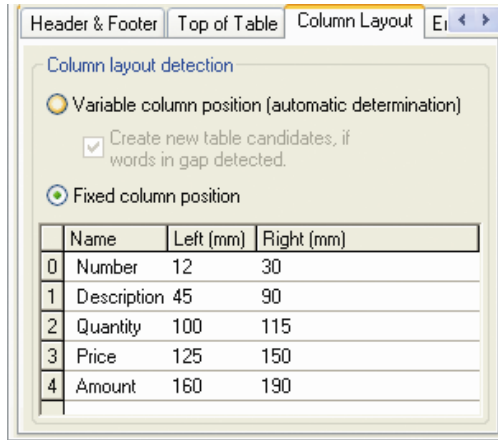 Header & Footer Top of Table Column Layout
Column layout detection
Variable column position (automatic determination)
Create new table candidates, if
words in gap detected.
Fixed column position
Name Left (mm) Right (mm)
0 Number 12 30
1 Description 45 90
2 Quantity 100 115
3 Price 125 150
4 Amount 160 190